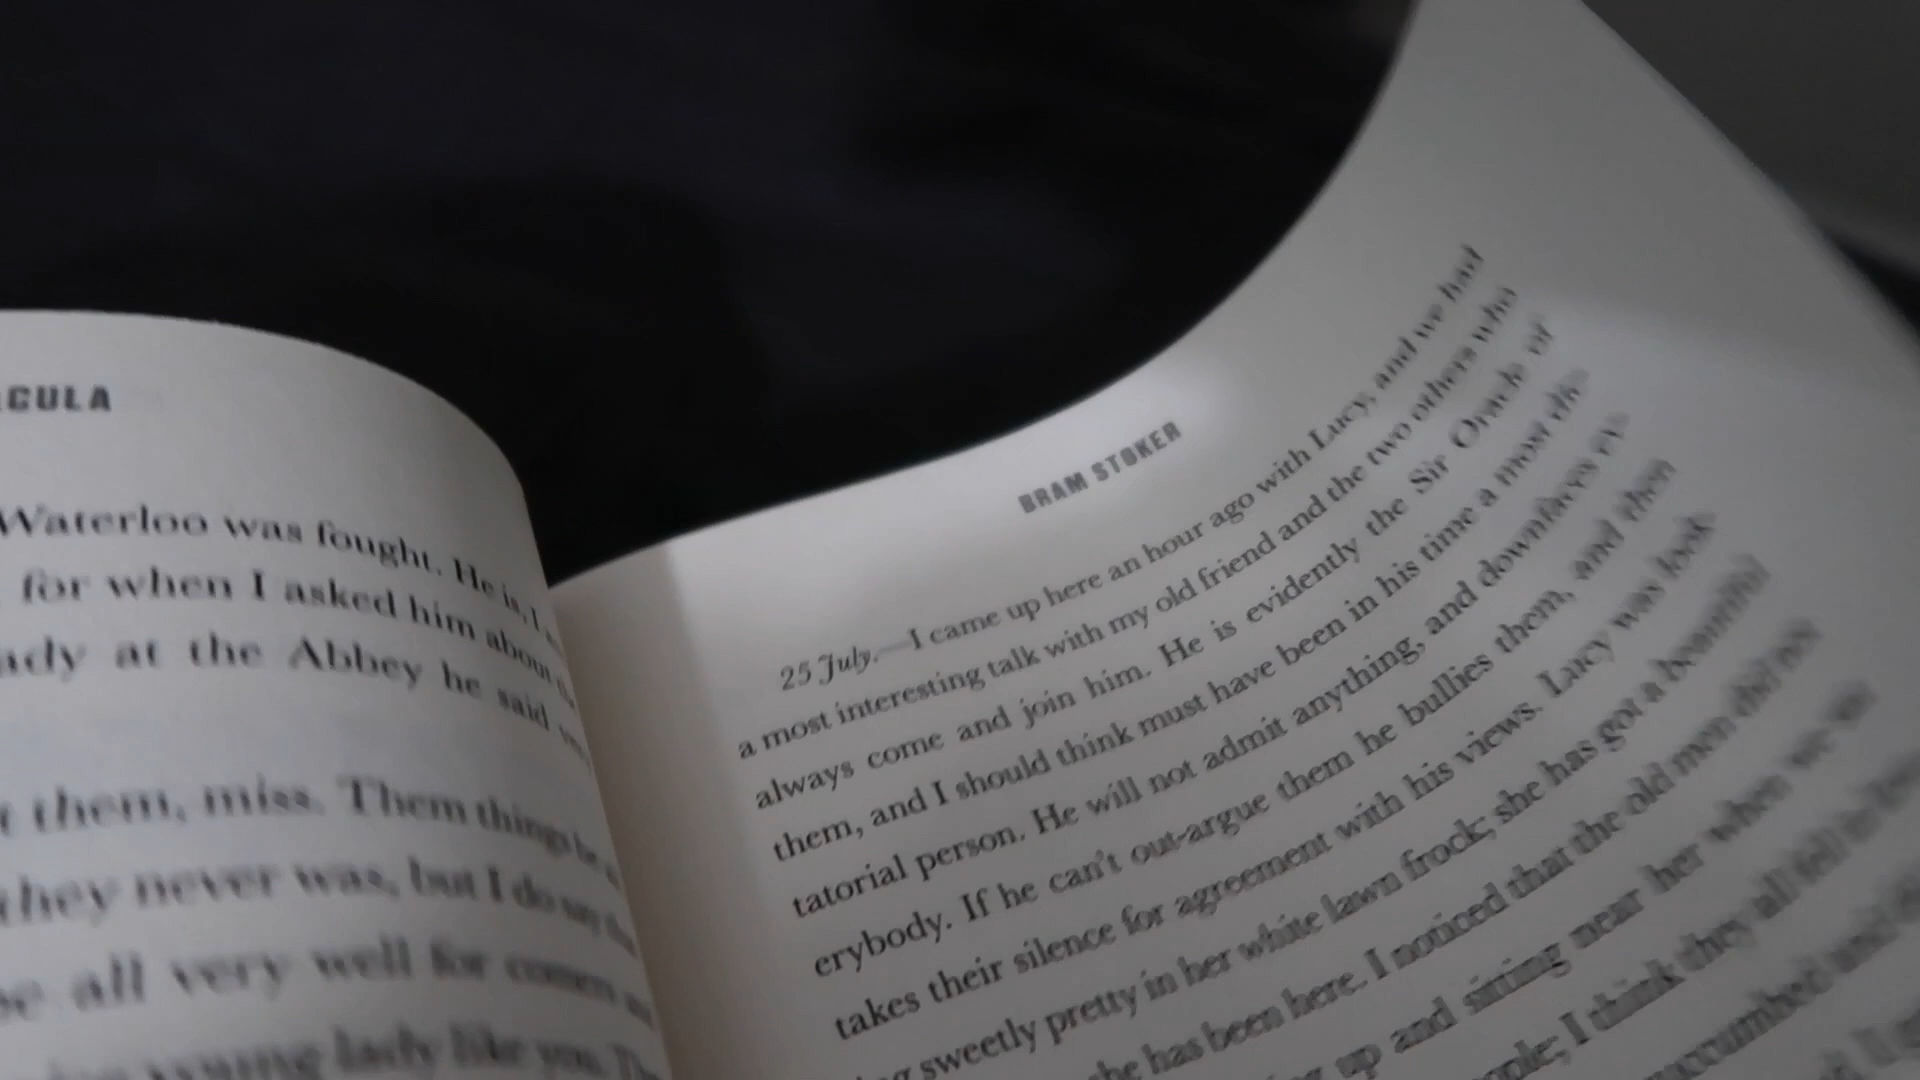 CULA
Waterloo was fought. He is, I
for when I asked him about
ady at the Abbey he said
them, miss. Them things be
they never was, but I do say
all very well for comers
young lady like you.
BRAM STOKER
25 July.—I came up here an hour ago with Lucy, and we had
a most interesting talk with my old friend and the two others who
always come and join him. He is evidently the Sir Oracle of
them, and I should think must have been in his time a most dic-
tatorial person. He will not admit anything, and downfaces ev-
erybody. If he can't out-argue them he bullies them, and then
takes their silence for agreement with his views. Lucy was look-
ing sweetly pretty in her white lawn frock; she has got a beautiful
she has been here. I noticed that the old men did not
up and sitting near her when we
I think they all fell in
succumbed and